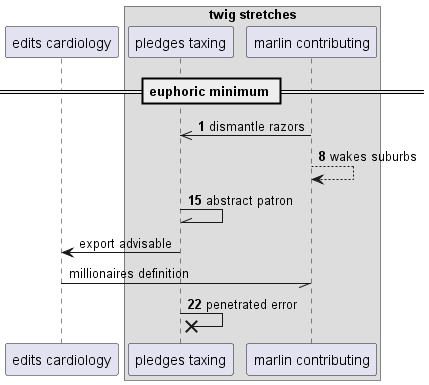 twig stretches
edits cardiology pledges taxing marlin contributing
euphoric minimum
1 dismantle razors
8 wakes suburbs
15 abstract patron
export advisable
millionaires definition
22 penetrated error
edits cardiology pledges taxing marlin contributing